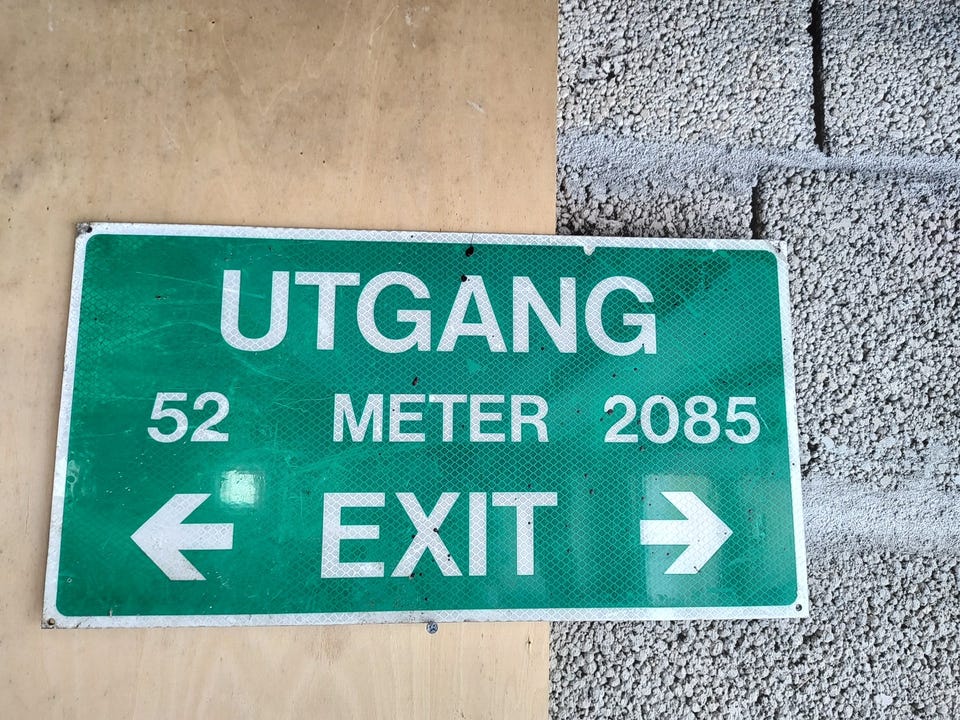 UTGANG
52 METER 2085
EXIT